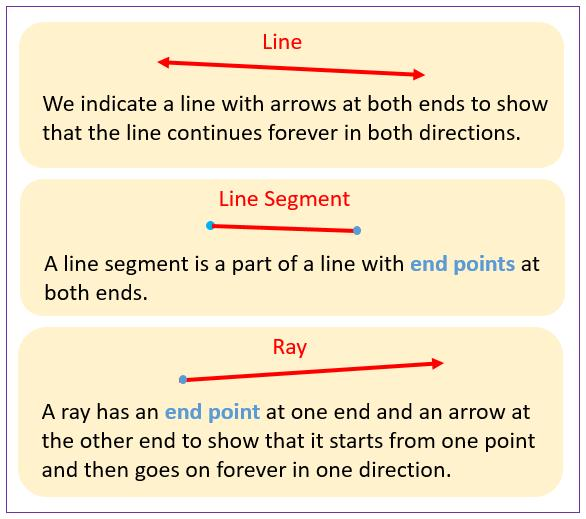 Line
We indicate a line with arrows at both ends to show
that the line continues forever in both directions.
Line Segment
A line segment is a part of a line with end points at
both ends.
Ray
A ray has an end point at one end and an arrow at
the other end to show that it starts from one point
and then goes on forever in one direction.